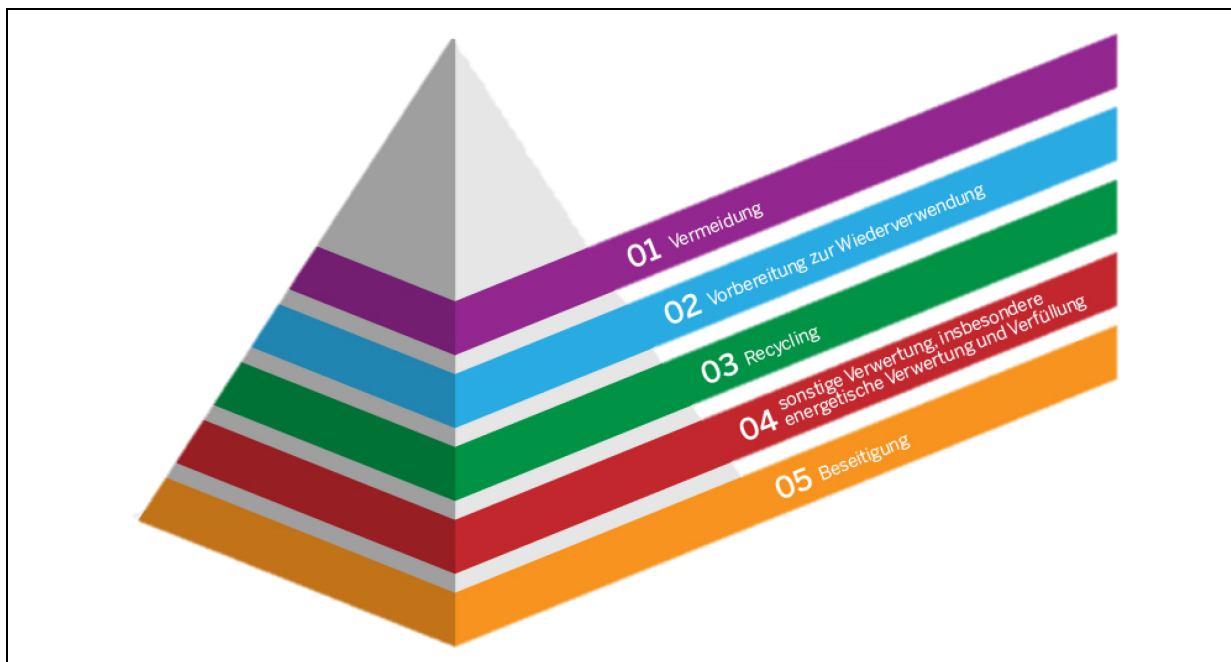 01 Vermeidung
02 Vorbereitung zur Wiederverwendung
03 Recycling
04 sonstige Verwertung, insbesondere
energetische Verwertung und Verfüllung
05 Beseitigung